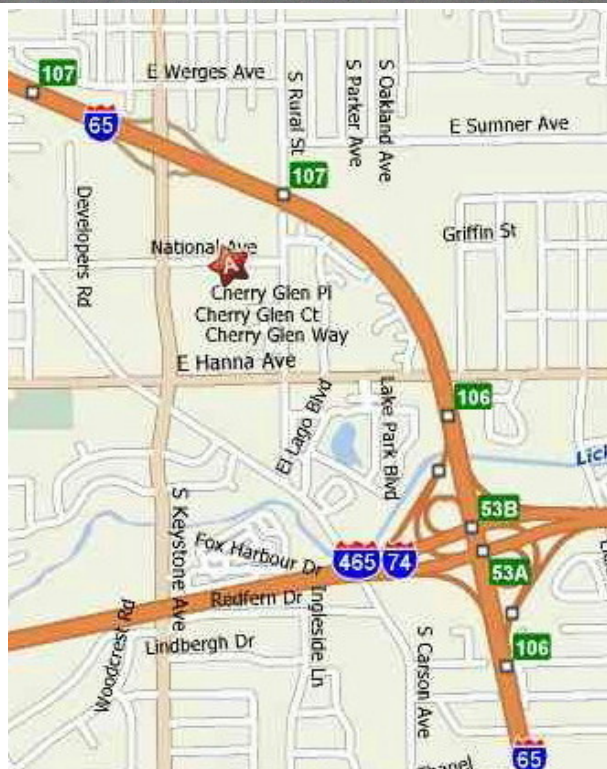 107
E Werges Ave
65
S Rural St
S Parker Ave
S Oakland Ave
E Sumner Ave
107
Developers Rd
National Ave
A
Griffin St
Cherry Glen Pl
Cherry Glen Ct
Cherry Glen Way
E Hanna Ave
El Lago Blvd
Lake Park Blvd
106
S Keystone Ave
Lick
53B
Fox Harbour Dr
465
74
53A
Redfern Dr
Ingleside Ln
Woodcrest Rd
Lindbergh Dr
S Carson Ave
106
65